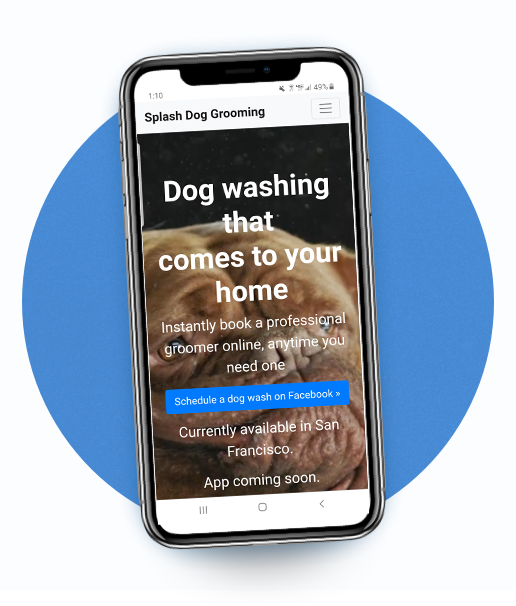 1:10 49%
Splash Dog Grooming
Dog washing
that
comes to your
home
Instantly book a professional
groomer online, anytime you
need one
Schedule a dog wash on Facebook »
Currently available in San
Francisco.
App coming soon.